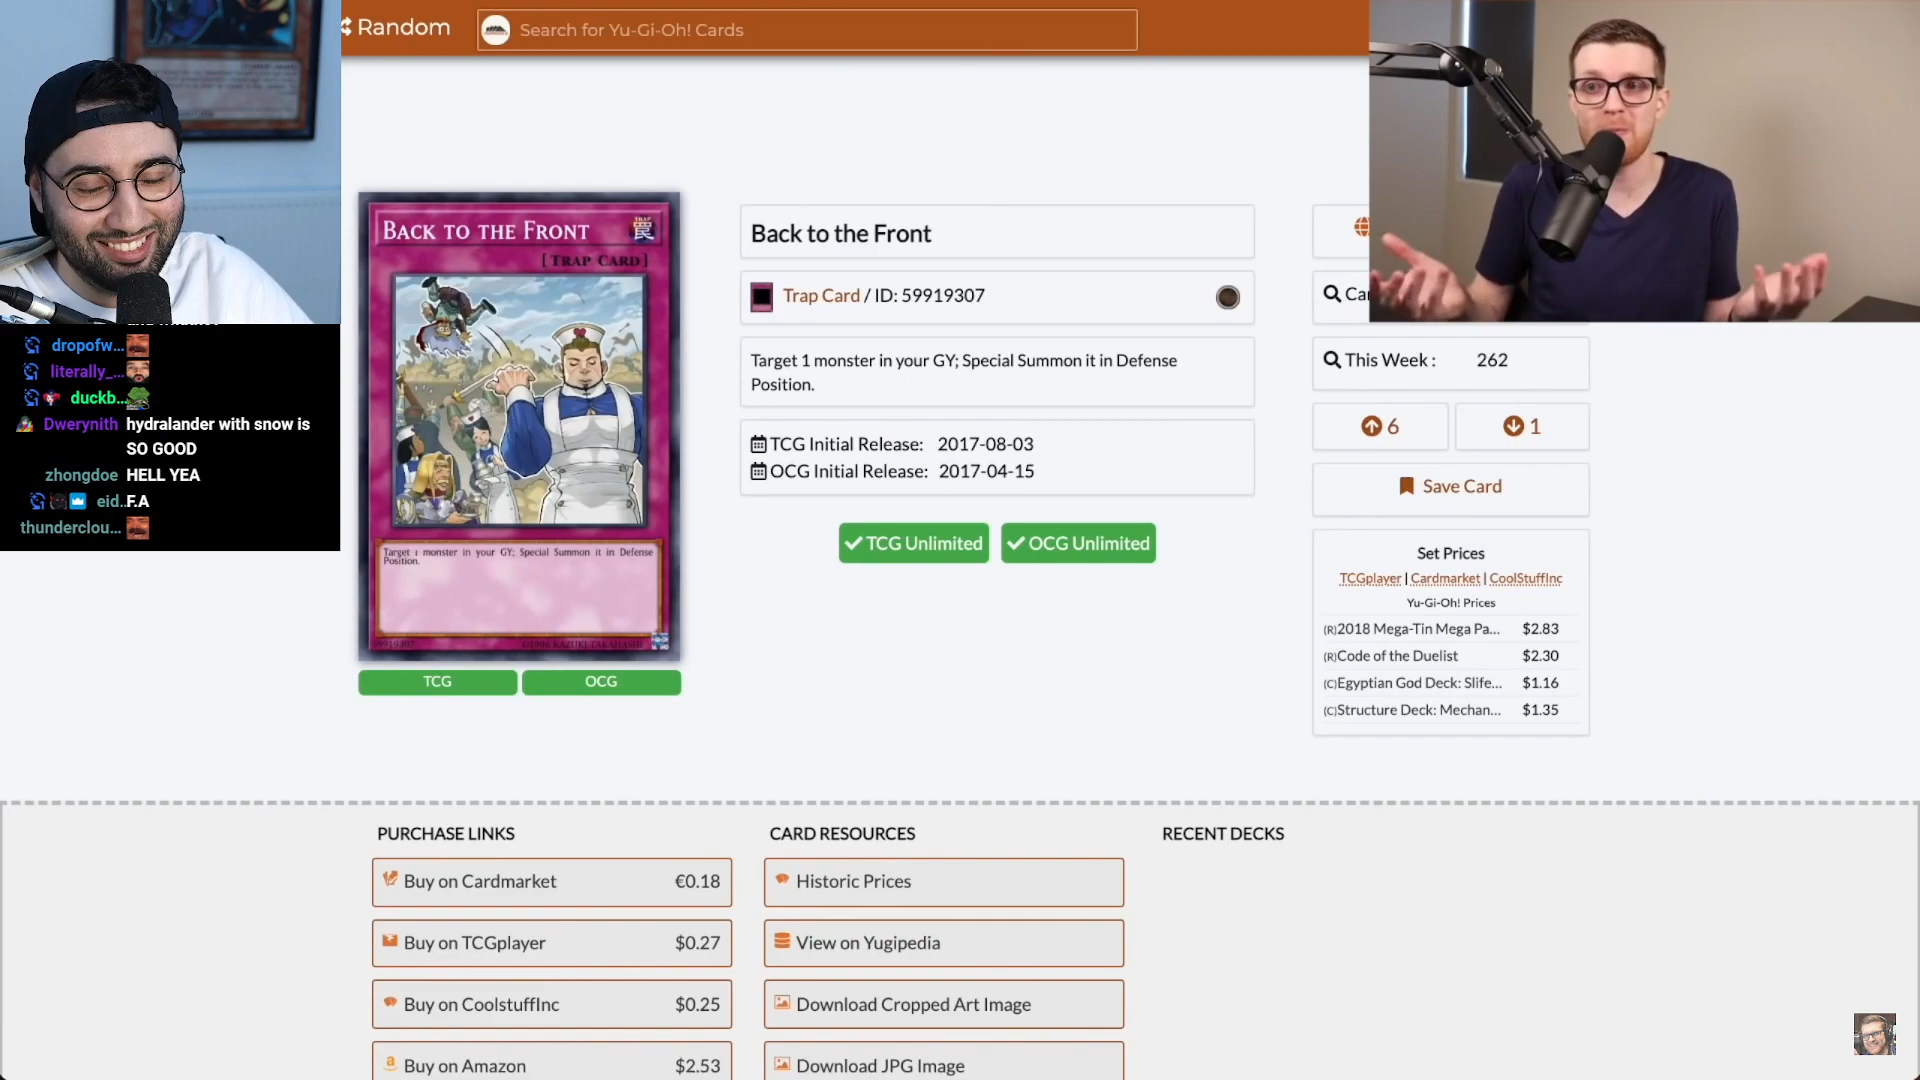 Random
Search for Yu-Gi-Oh! Cards
dropofw...
literally_...
duckb...
Dwerynith hydralander with snow is
SO GOOD
zhongdoe HELL YEA
eid.. F.A
thunderclou...
BACK TO THE FRONT
TRAP
罠
[TRAP CARD]
Target 1 monster in your GY; Special Summon it in Defense
Position.
59919307
©1996 KAZUKI TAKAHASHI
TCG
OCG
Back to the Front
Trap Card / ID: 59919307
Target 1 monster in your GY; Special Summon it in Defense
Position.
TCG Initial Release: 2017-08-03
OCG Initial Release: 2017-04-15
TCG Unlimited
OCG Unlimited
Car
This Week : 262
6
1
Save Card
Set Prices
TCGplayer | Cardmarket | CoolStuffInc
Yu-Gi-Oh! Prices
(R)2018 Mega-Tin Mega Pa... $2.83
(R)Code of the Duelist $2.30
(C)Egyptian God Deck: Slife... $1.16
(C)Structure Deck: Mechan... $1.35
PURCHASE LINKS
Buy on Cardmarket €0.18
Buy on TCGplayer $0.27
Buy on CoolstuffInc $0.25
Buy on Amazon $2.53
CARD RESOURCES
Historic Prices
View on Yugipedia
Download Cropped Art Image
Download JPG Image
RECENT DECKS